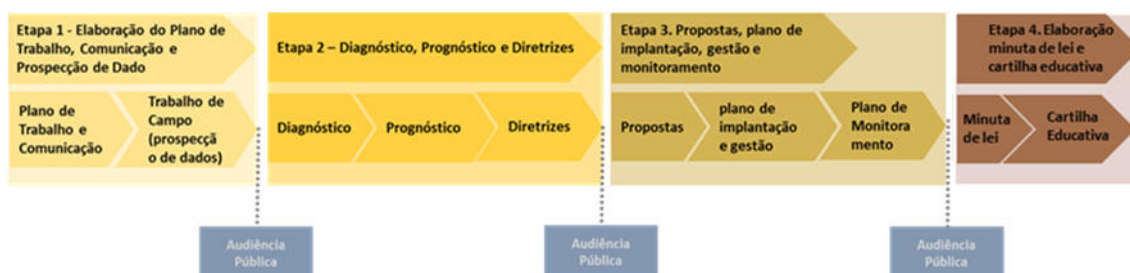 Etapa 1 - Elaboração do Plano de
Trabalho, Comunicação e
Prospecção de Dado
Plano de
Trabalho e
Comunicação
Trabalho de
Campo
(prospecçã
o de dados)
Etapa 2 – Diagnóstico, Prognóstico e Diretrizes
Diagnóstico
Prognóstico
Diretrizes
Etapa 3. Propostas, plano de
implantação, gestão e
monitoramento
Propostas
plano de
implantação
e gestão
Plano de
Monitora
mento
Etapa 4. Elaboração
minuta de lei e
cartilha educativa
Minuta
de lei
Cartilha
Educativa
Audiência
Pública
Audiência
Pública
Audiência
Pública